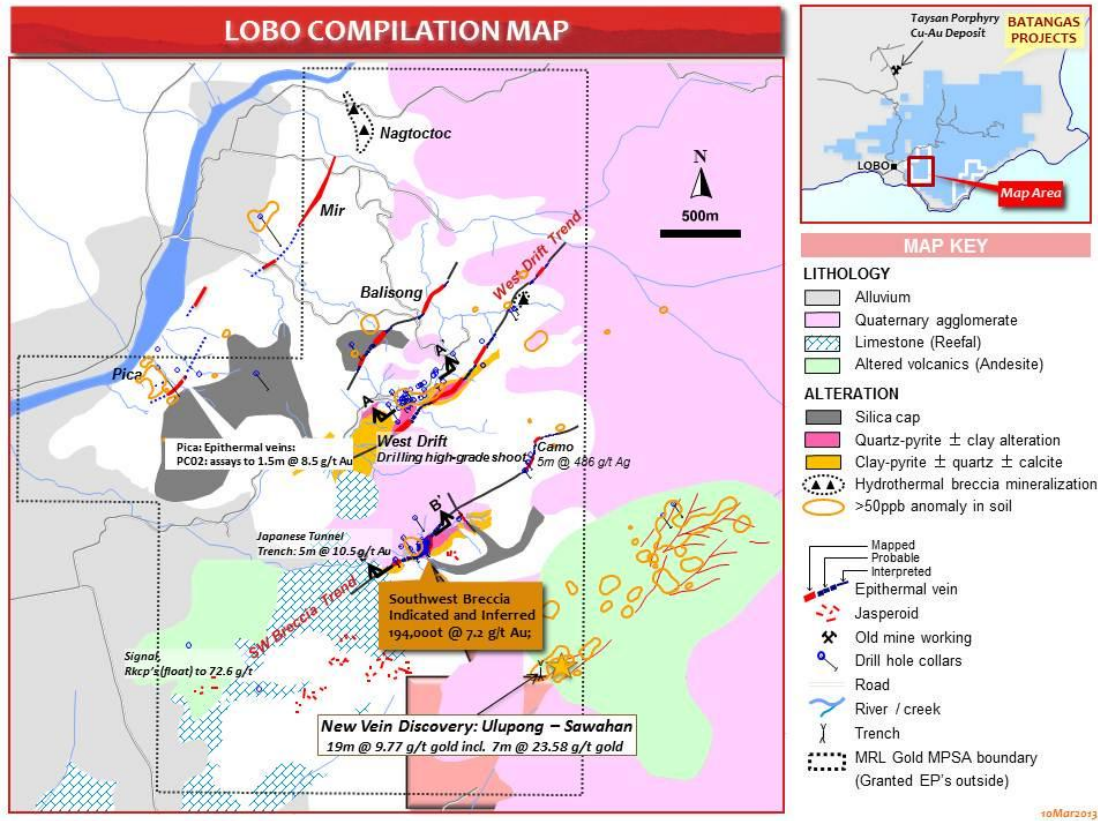 LOBO COMPILATION MAP
Nagtoctoc
Mir
N
500m
West Drift Trend
Balisong
A'
A
Pica
Pica: Epithermal veins:
PC02: assays to 1.5m @ 8.5 g/t Au
West Drift
Drilling high-grade shoot
Camo
5m @ 486 g/t Ag
B'
Japanese Tunnel
Trench: 5m @ 10.5g/t Au
SW Breccia Trend
Southwest Breccia
Indicated and Inferred
194,000t @ 7.2 g/t Au;
Signal,
Rkcp's(float) to 72.6 g/t
New Vein Discovery: Ulupong – Sawahan
19m @ 9.77 g/t gold incl. 7m @ 23.58 g/t gold
Taysan Porphyry
Cu-Au Deposit
BATANGAS
PROJECTS
LOBO
Map Area
MAP KEY
LITHOLOGY
Alluvium
Quaternary agglomerate
Limestone (Reefal)
Altered volcanics (Andesite)
ALTERATION
Silica cap
Quartz-pyrite ± clay alteration
Clay-pyrite ± quartz ± calcite
Hydrothermal breccia mineralization
>50ppb anomaly in soil
Mapped
Probable
Interpreted
Epithermal vein
Jasperoid
Old mine working
Drill hole collars
Road
River / creek
Trench
MRL Gold MPSA boundary
(Granted EP's outside)
10Mar2013